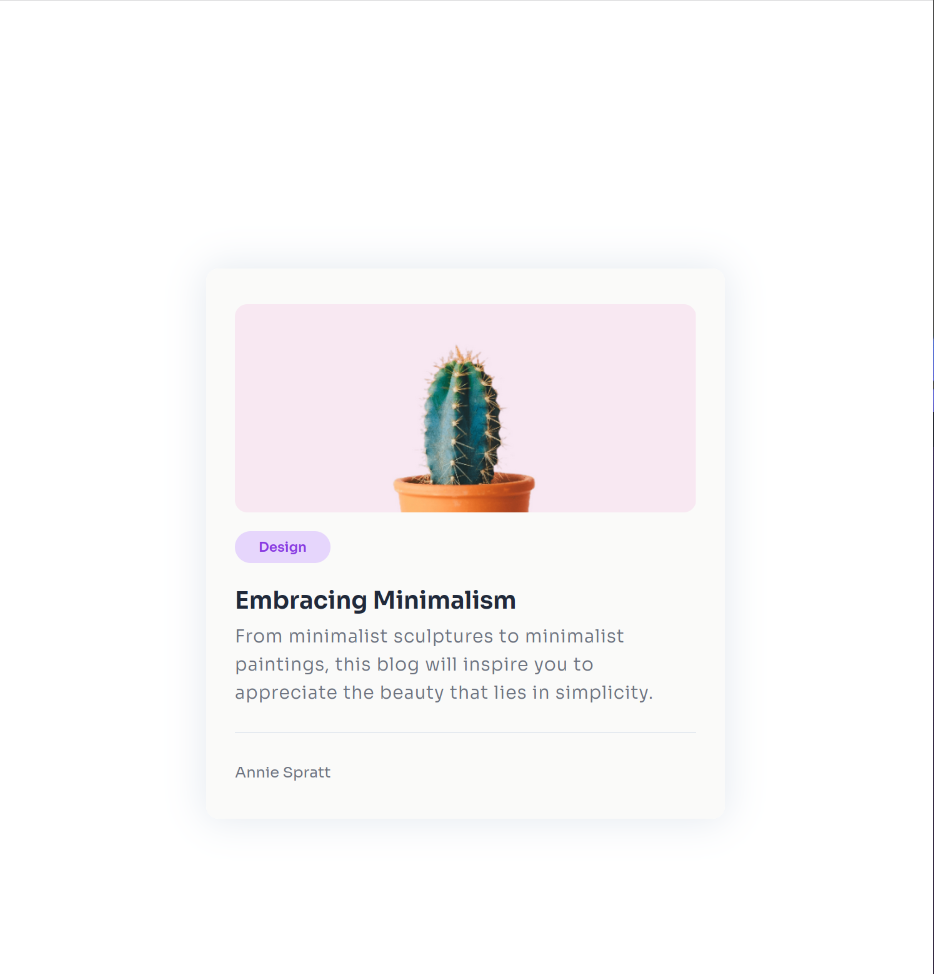 Design
Embracing Minimalism
From minimalist sculptures to minimalist
paintings, this blog will inspire you to
appreciate the beauty that lies in simplicity.
Annie Spratt